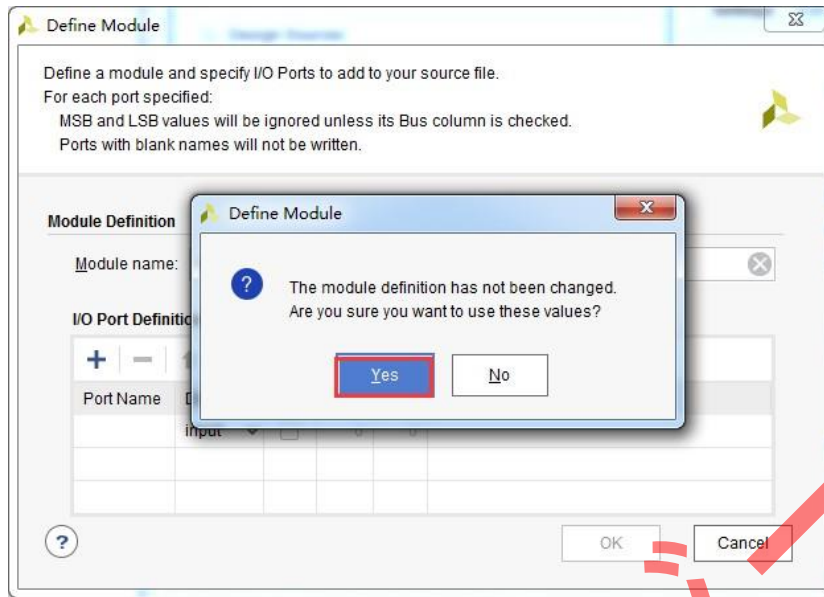 Define Module
Define a module and specify I/O Ports to add to your source file.
For each port specified:
MSB and LSB values will be ignored unless its Bus column is checked.
Ports with blank names will not be written.
Module Definition
Module name:
Define Module
The module definition has not been changed.
Are you sure you want to use these values?
Yes
No
I/O Port Definitio
Port Name
input
0 0
?
OK
Cancel